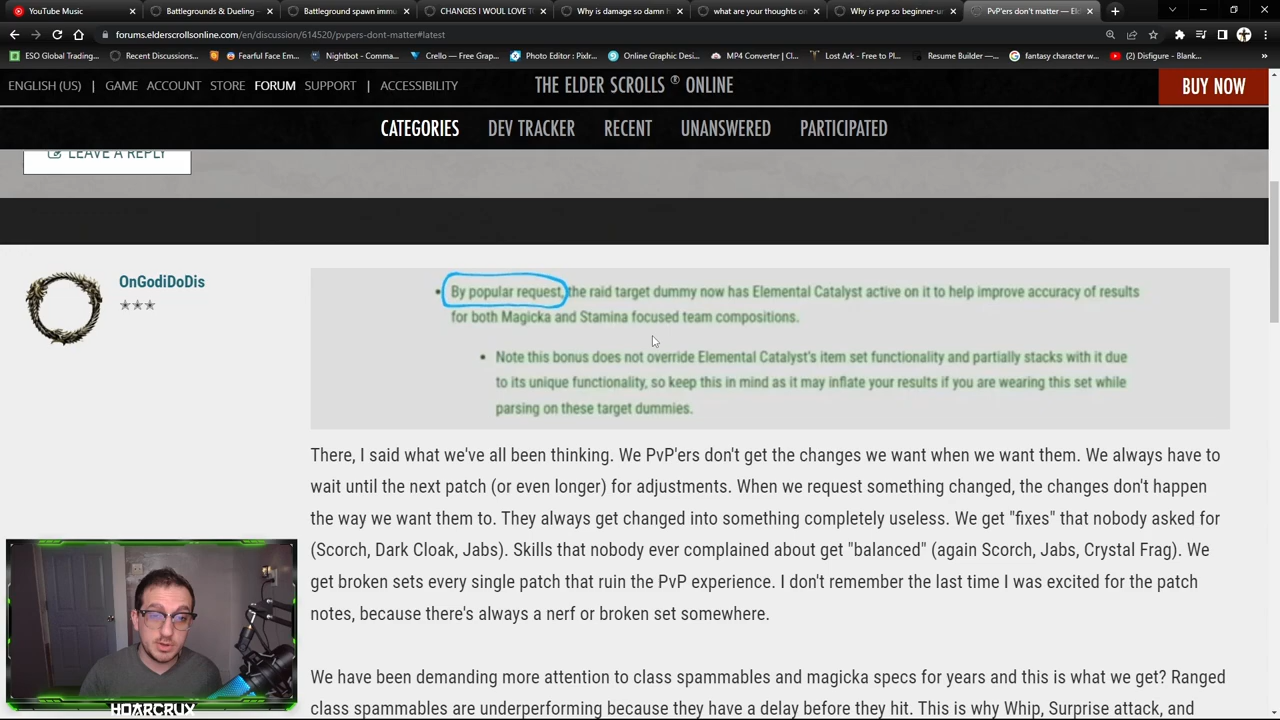 YouTube Music
Battlegrounds & Dueling –
Battleground spawn immu
CHANGES I WOUL LOVE T
Why is damage so damn h
what are your thoughts on
Why is pvp so beginner-u
PvP'ers don't matter — El
forums.elderscrollsonline.com/en/discussion/614520/pvpers-dont-matter#latest
ESO Global Trading...
Recent Discussions...
Fearful Face Em...
Nightbot - Comma...
Crello — Free Grap...
Photo Editor : Pixlr...
Online Graphic Des...
MP4 Converter | Cl...
Lost Ark - Free to Pl...
Resume Builder —...
fantasy character w...
(2) Disfigure - Blank...
ENGLISH (US) | GAME ACCOUNT STORE FORUM SUPPORT | ACCESSIBILITY
THE ELDER SCROLLS ® ONLINE
BUY NOW
CATEGORIES DEV TRACKER RECENT UNANSWERED PARTICIPATED
LEAVE A REPLY
OnGodiDoDis
• By popular request, the raid target dummy now has Elemental Catalyst active on it to help improve accuracy of results
for both Magicka and Stamina focused team compositions.
• Note this bonus does not override Elemental Catalyst's item set functionality and partially stacks with it due
to its unique functionality, so keep this in mind as it may inflate your results if you are wearing this set while
parsing on these target dummies.
There, I said what we've all been thinking. We PvP'ers don't get the changes we want when we want them. We always have to
wait until the next patch (or even longer) for adjustments. When we request something changed, the changes don't happen
the way we want them to. They always get changed into something completely useless. We get "fixes" that nobody asked for
(Scorch, Dark Cloak, Jabs). Skills that nobody ever complained about get "balanced" (again Scorch, Jabs, Crystal Frag). We
get broken sets every single patch that ruin the PvP experience. I don't remember the last time I was excited for the patch
notes, because there's always a nerf or broken set somewhere.
We have been demanding more attention to class spammables and magicka specs for years and this is what we get? Ranged
class spammables are underperforming because they have a delay before they hit. This is why Whip, Surprise attack, and
HOARCRUX